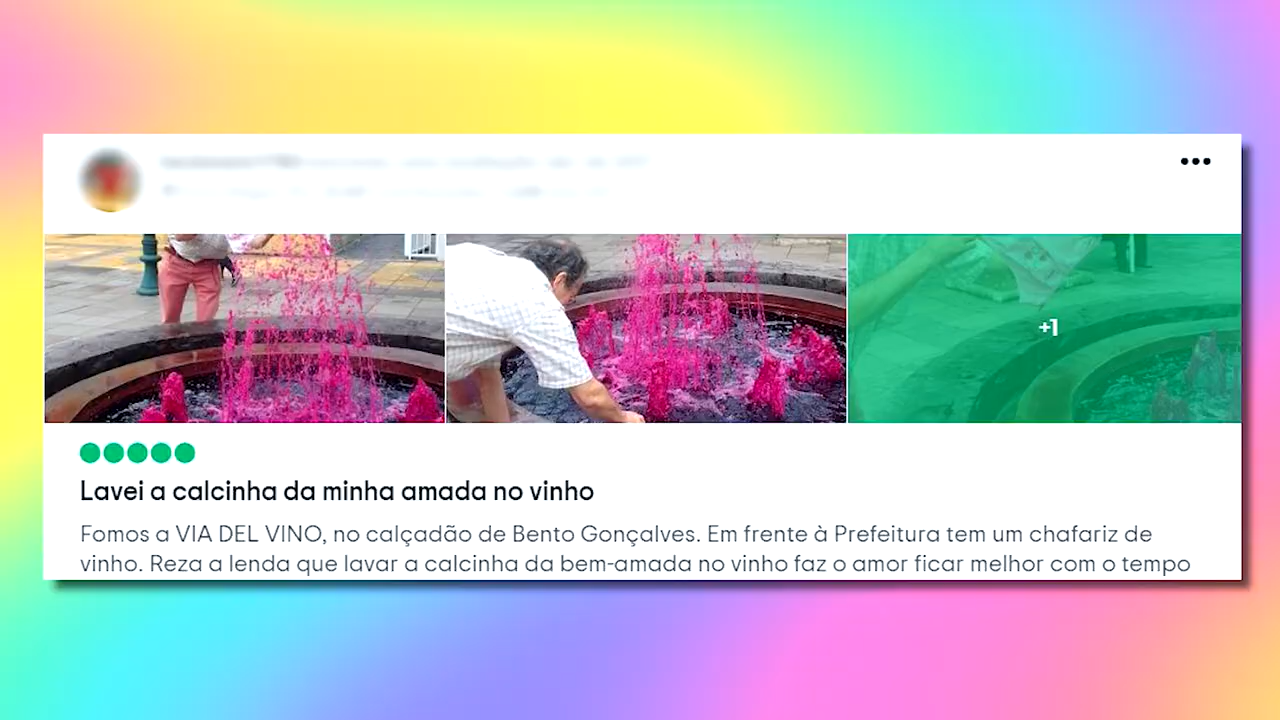 +1
Lavei a calcinha da minha amada no vinho
Fomos a VIA DEL VINO, no calçadão de Bento Gonçalves. Em frente à Prefeitura tem um chafariz de
vinho. Reza a lenda que lavar a calcinha da bem-amada no vinho faz o amor ficar melhor com o tempo